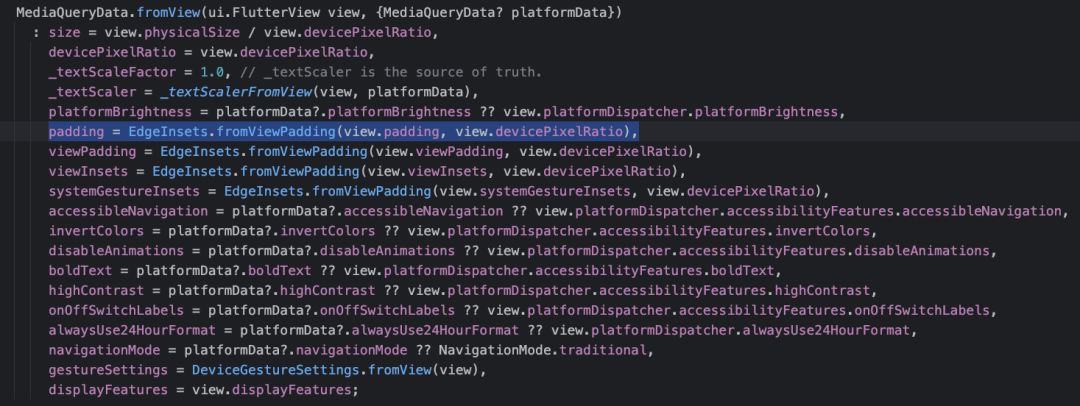 MediaQueryData.fromView(ui.FlutterView view, {MediaQueryData? platformData})
: size = view.physicalSize / view.devicePixelRatio,
devicePixelRatio = view.devicePixelRatio,
_textScaleFactor = 1.0, // _textScaler is the source of truth.
_textScaler = _textScalerFromView(view, platformData),
platformBrightness = platformData?.platformBrightness ?? view.platformDispatcher.platformBrightness,
padding = EdgeInsets.fromViewPadding(view.padding, view.devicePixelRatio),
viewPadding = EdgeInsets.fromViewPadding(view.viewPadding, view.devicePixelRatio),
viewInsets = EdgeInsets.fromViewPadding(view.viewInsets, view.devicePixelRatio),
systemGestureInsets = EdgeInsets.fromViewPadding(view.systemGestureInsets, view.devicePixelRatio),
accessibleNavigation = platformData?.accessibleNavigation ?? view.platformDispatcher.accessibilityFeatures.accessibleNavigation,
invertColors = platformData?.invertColors ?? view.platformDispatcher.accessibilityFeatures.invertColors,
disableAnimations = platformData?.disableAnimations ?? view.platformDispatcher.accessibilityFeatures.disableAnimations,
boldText = platformData?.boldText ?? view.platformDispatcher.accessibilityFeatures.boldText,
highContrast = platformData?.highContrast ?? view.platformDispatcher.accessibilityFeatures.highContrast,
onOffSwitchLabels = platformData?.onOffSwitchLabels ?? view.platformDispatcher.accessibilityFeatures.onOffSwitchLabels,
alwaysUse24HourFormat = platformData?.alwaysUse24HourFormat ?? view.platformDispatcher.alwaysUse24HourFormat,
navigationMode = platformData?.navigationMode ?? NavigationMode.traditional,
gestureSettings = DeviceGestureSettings.fromView(view),
displayFeatures = view.displayFeatures;